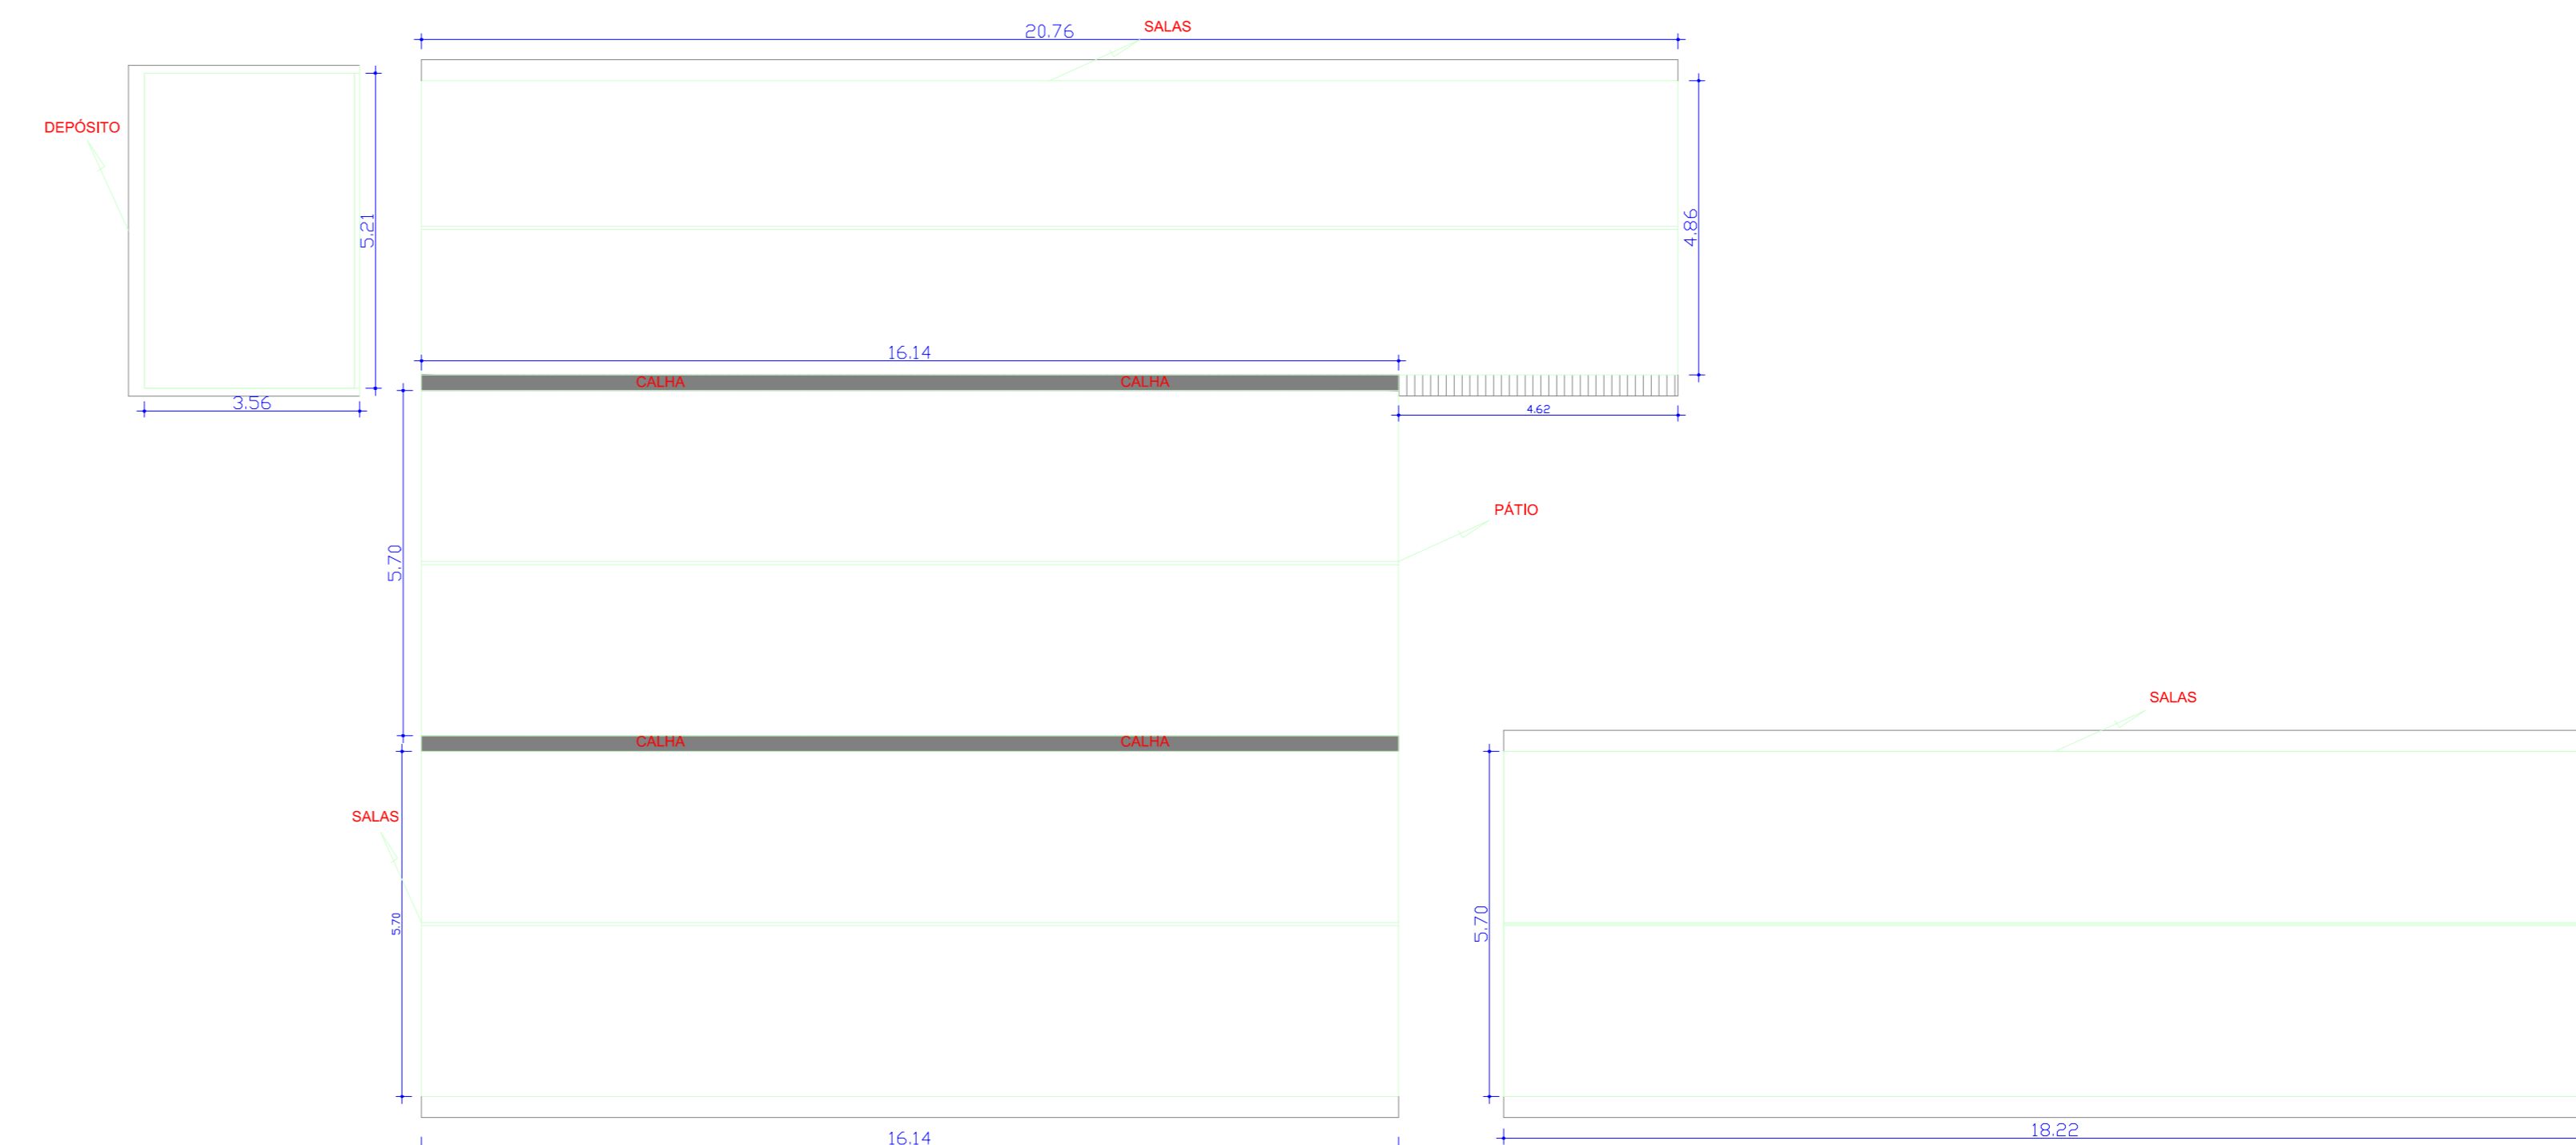 SALAS
20.76
DEPÓSITO
5.21
4.86
16.14
CALHA
CALHA
3.56
4.62
PÁTIO
5.70
SALAS
CALHA
CALHA
SALAS
5.70
5.70
18.22
16.14